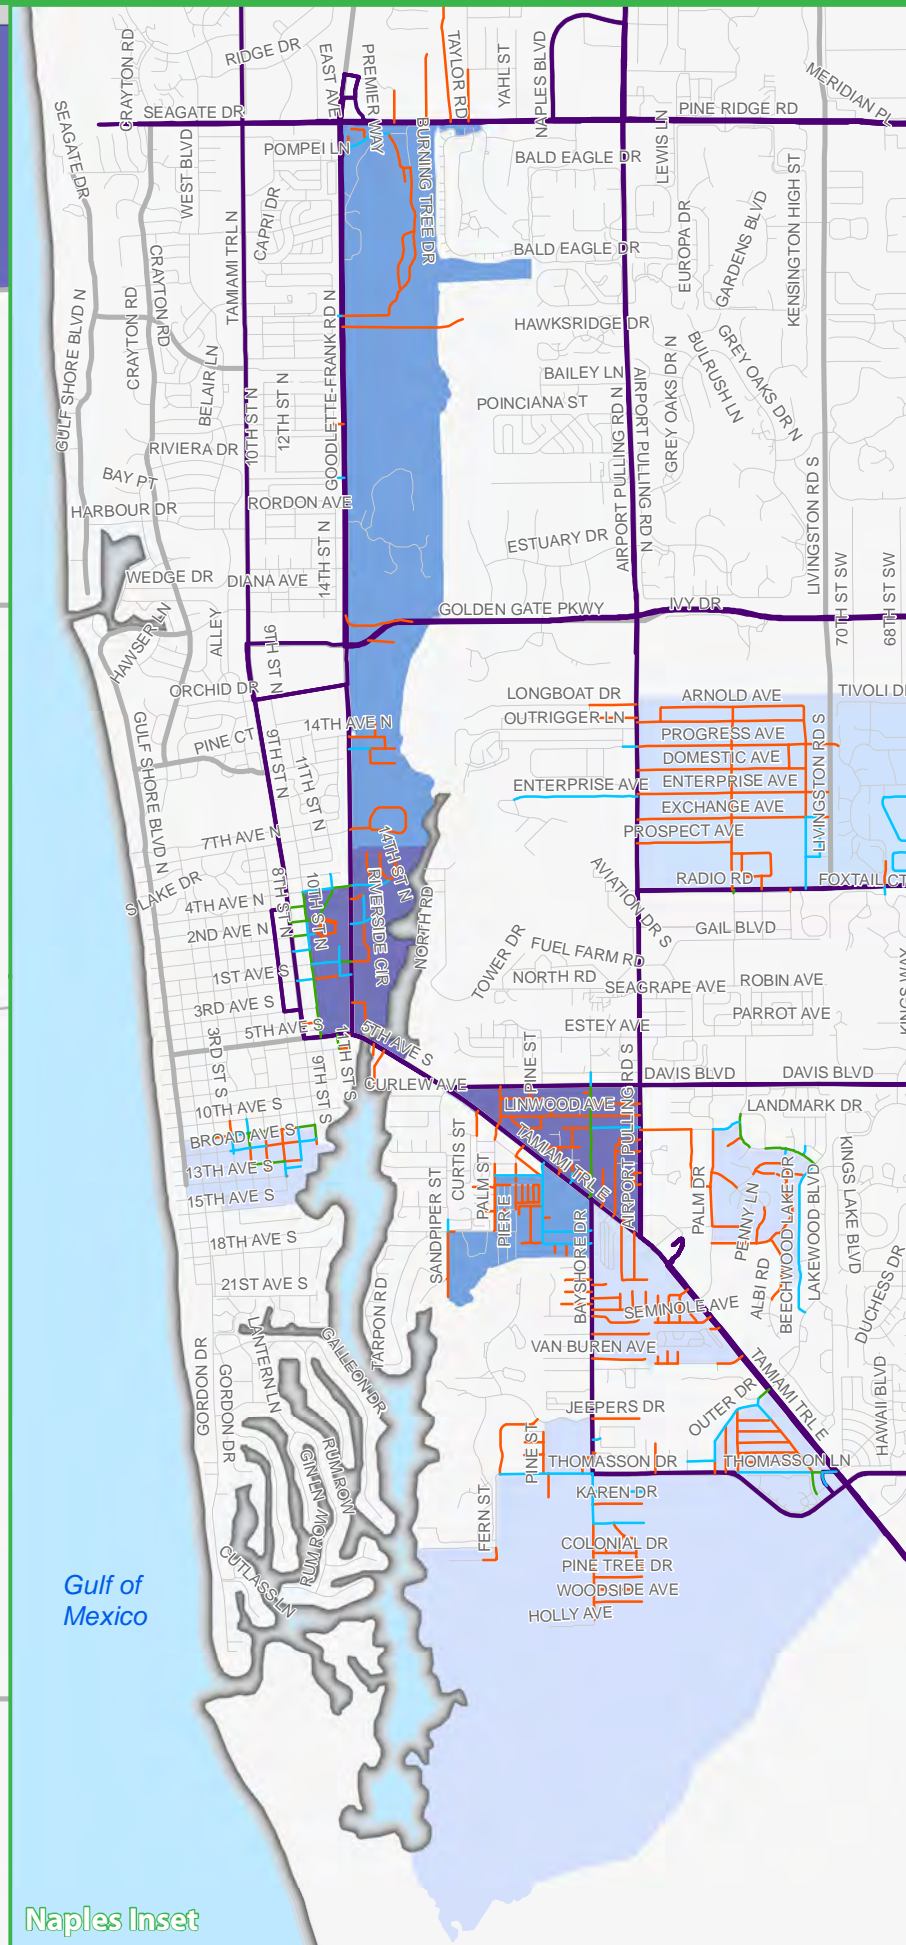 CRAYTON RD
RIDGE DR
EAST AVE
PREMIER WAY
TAYLOR RD
YAHL ST
NAPLES BLVD
MERIDIAN PL
SEAGATE DR
SEAGATE DR
PINE RIDGE RD
LEWIS LN
WEST BLVD
POMPEI LN
BURNING TREE DR
BALD EAGLE DR
KENSINGTON HIGH ST
CAPRI DR
TAMIAMI TRL N
EUROPA DR
GARDENS BLVD
BALD EAGLE DR
CRAYTON RD
CRAYTON RD
GULF SHORE BLVD N
GOODLETTE-FRANK RD N
HAWKSRIDGE DR
BELAIR LN
10TH ST N
12TH ST N
BAILEY LN
POINCIANA ST
AIRPORT PULLING RD N
AIRPORT PULLING RD N
GREY OAKS DR N
BULRUSH LN
GREY OAKS DR N
RIVIERA DR
BAY PT
LIVINGSTON RD S
HARBOUR DR
RORDON AVE
14TH ST N
ESTUARY DR
WEDGE DR
DIANA AVE
70TH ST SW
68TH ST SW
GOLDEN GATE PKWY
IVY DR
HAWSER LN
ALLEY
9TH ST N
ORCHID DR
LONGBOAT DR
ARNOLD AVE
TIVOLI D
OUTRIGGER LN
GULF SHORE BLVD N
14TH AVE N
PINE CT
9TH ST N
11TH ST N
PROGRESS AVE
DOMESTIC AVE
LIVINGSTON RD S
ENTERPRISE AVE
ENTERPRISE AVE
EXCHANGE AVE
7TH AVE N
PROSPECT AVE
14TH ST N
S LAKE DR
8TH ST N
10TH ST N
RIVERSIDE CIR
AVIATION DR S
RADIO RD
FOXTAIL CT
4TH AVE N
NORTH RD
2ND AVE N
GAIL BLVD
TOWER DR
FUEL FARM RD
1ST AVE S
NORTH RD
SEAGRAPE AVE
ROBIN AVE
KINGS WAY
3RD AVE S
PARROT AVE
5TH AVE S
5TH AVE S
ESTEY AVE
3RD ST S
9TH ST S
11TH ST S
CURLEW AVE
PINE ST
AIRPORT PULLING RD S
DAVIS BLVD
DAVIS BLVD
10TH AVE S
LINWOOD AVE
LANDMARK DR
BROAD AVE S
TAMIAMI TRL E
CURTIS ST
13TH AVE S
SANDPIPER ST
PALM ST
PIER E
PALM DR
PENNY LN
BEECHWOOD LAKE DR
LAKEWOOD BLVD
KINGS LAKE BLVD
15TH AVE S
18TH AVE S
BAYSHORE DR
21ST AVE S
TARPON RD
ALBI RD
DUCHESS DR
SEMINOLE AVE
LANTERN LN
GALLEON DR
VAN BUREN AVE
GORDON DR
GORDON DR
TAMIAMI TRL E
OUTER DR
HAWAII BLVD
JEEPERS DR
PINE ST
RUM ROW
GIN LN
THOMASSON DR
THOMASSON LN
KAREN DR
FERN ST
RUM ROW
COLONIAL DR
CUTLASS LN
PINE TREE DR
WOODSIDE AVE
HOLLY AVE
Gulf of
Mexico
Naples Inset